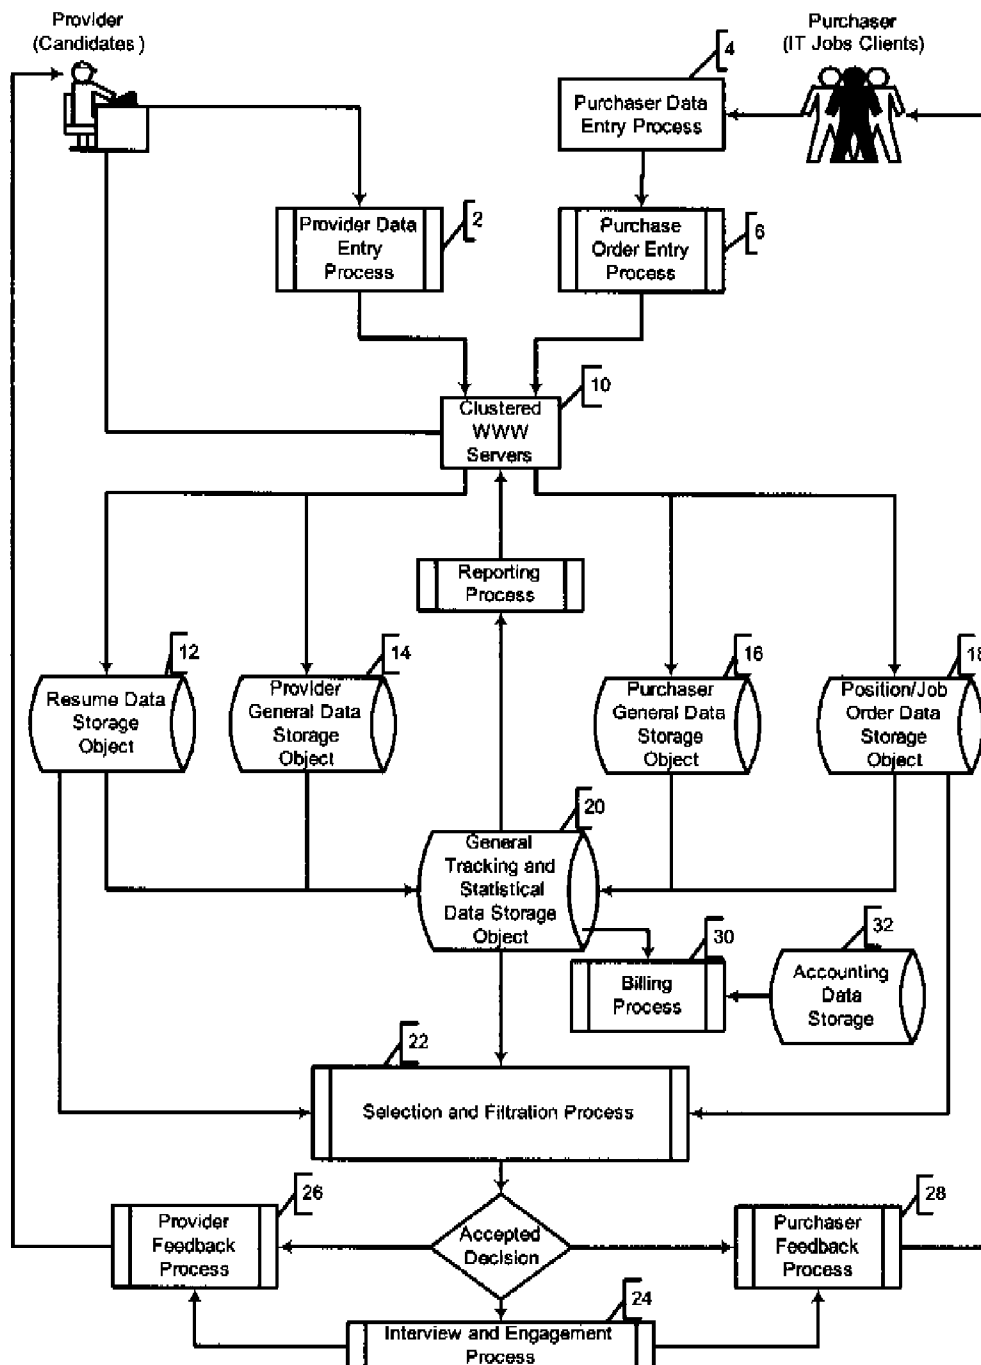 Provider
(Candidates)
Purchaser
(IT Jobs Clients)
4
Purchaser Data
Entry Process
Provider Data
Entry
Process
2
Purchase
Order Entry
Process
6
10
Clustered
WWW
Servers
Reporting
Process
12
Resume Data
Storage
Object
14
Provider
General Data
Storage
Object
16
Purchaser
General Data
Storage
Object
18
Position/Job
Order Data
Storage
Object
20
General
Tracking and
Statistical
Data Storage
Object
30
Billing
Process
32
Accounting
Data
Storage
22
Selection and Filtration Process
26
Provider
Feedback
Process
Accepted
Decision
28
Purchaser
Feedback
Process
24
Interview and Engagement
Process